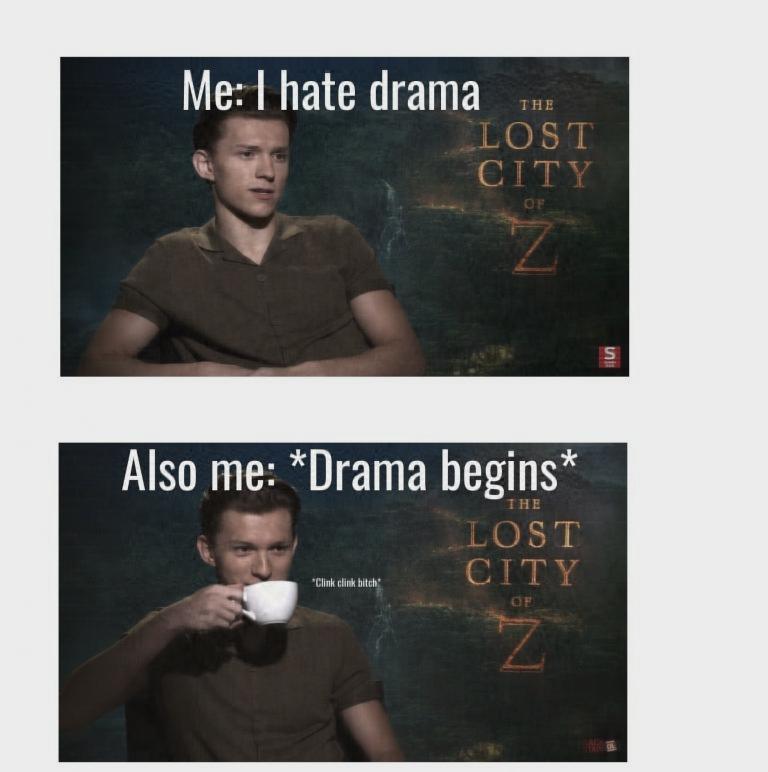 Me: I hate drama
THE
LOST
CITY
OF
Z
S
Also me: *Drama begins*
THE
LOST
CITY
OF
Z
*Clink clink bitch*